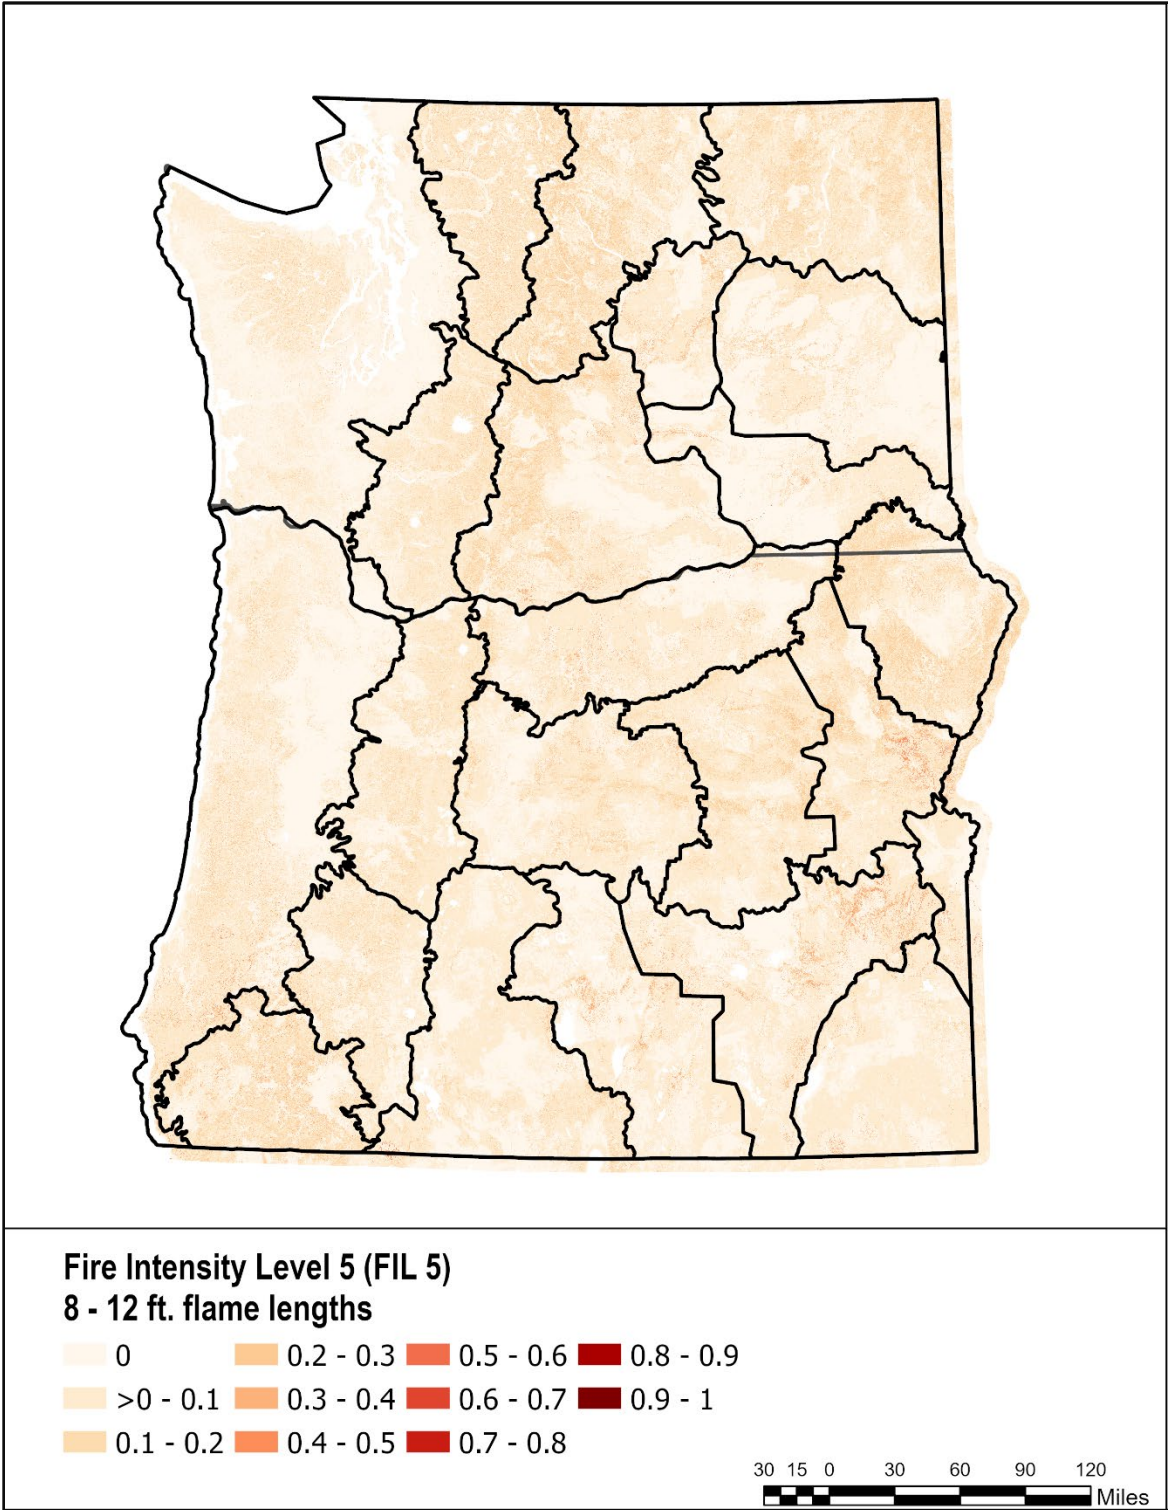 Fire Intensity Level 5 (FIL 5)
8 - 12 ft. flame lengths
0 0.2 - 0.3 0.5 - 0.6 0.8 - 0.9
>0 - 0.1 0.3 - 0.4 0.6 - 0.7 0.9 - 1
0.1 - 0.2 0.4 - 0.5 0.7 - 0.8
30 15 0 30 60 90 120
Miles